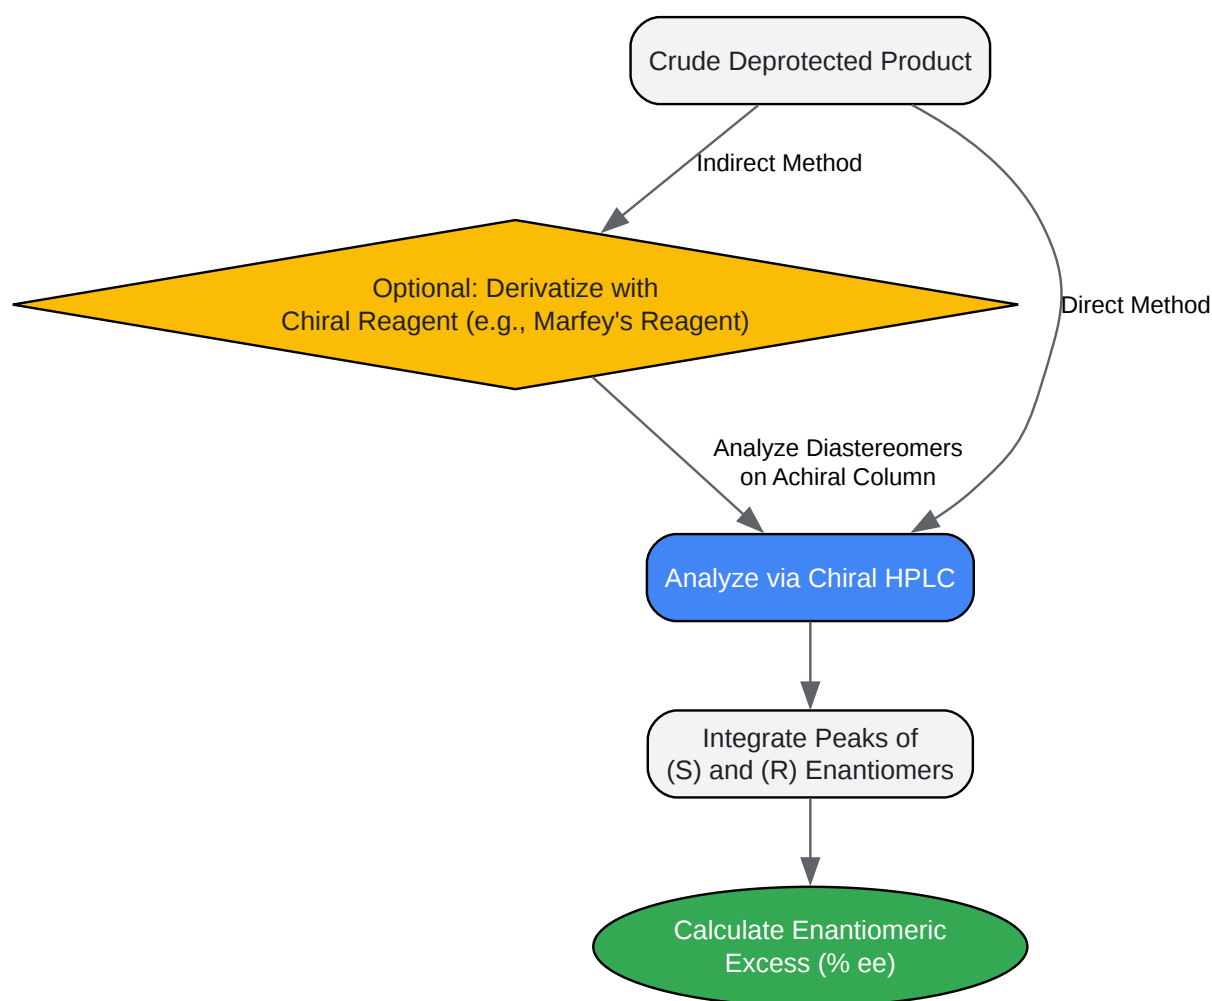 Crude Deprotected Product
Indirect Method
Optional: Derivatize with
Chiral Reagent (e.g., Marfey's Reagent)
Direct Method
Analyze Diastereomers
on Achiral Column
Analyze via Chiral HPLC
Integrate Peaks of
(S) and (R) Enantiomers
Calculate Enantiomeric
Excess (% ee)